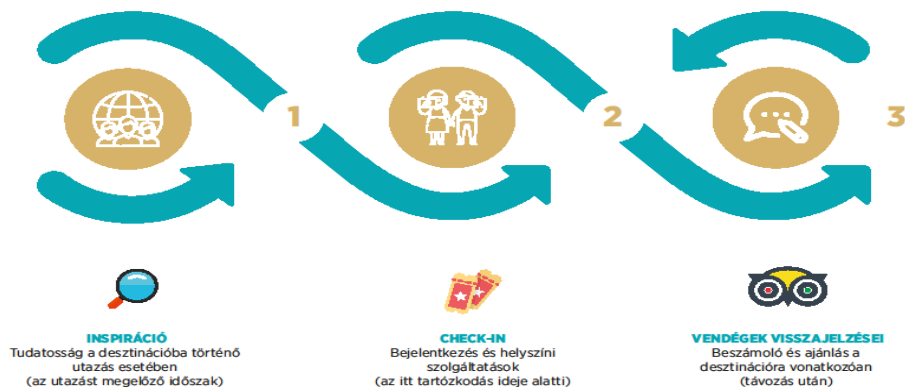 1
2
3
INSPIRÁCIÓ
Tudatosság a desztinációba történő
utazás esetében
(az utazást megelőző időszak)
CHECK-IN
Bejelentkezés és helyszíni
szolgáltatások
(az itt tartózkodás ideje alatti)
VENDÉGEK VISSZAJELZÉSEI
Beszámoló és ajánlás a
desztinációra vonatkozóan
(távozás után)